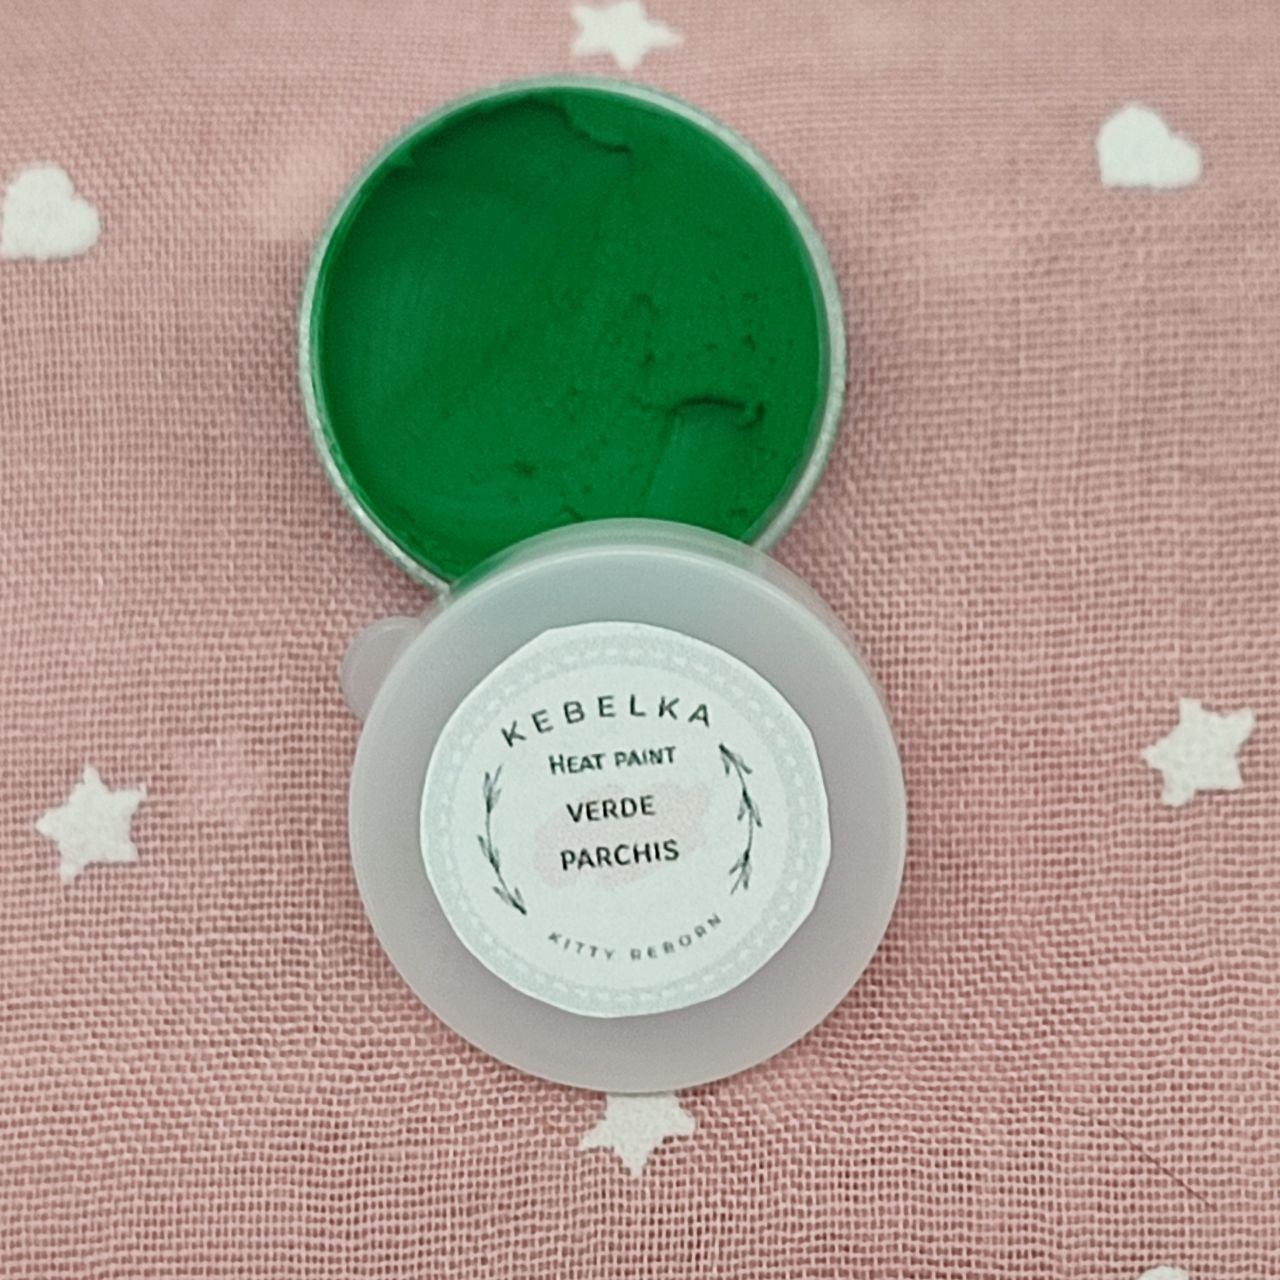 KEBELKA
HEAT PAINT
VERDE
PARCHIS
KITTY REBORN